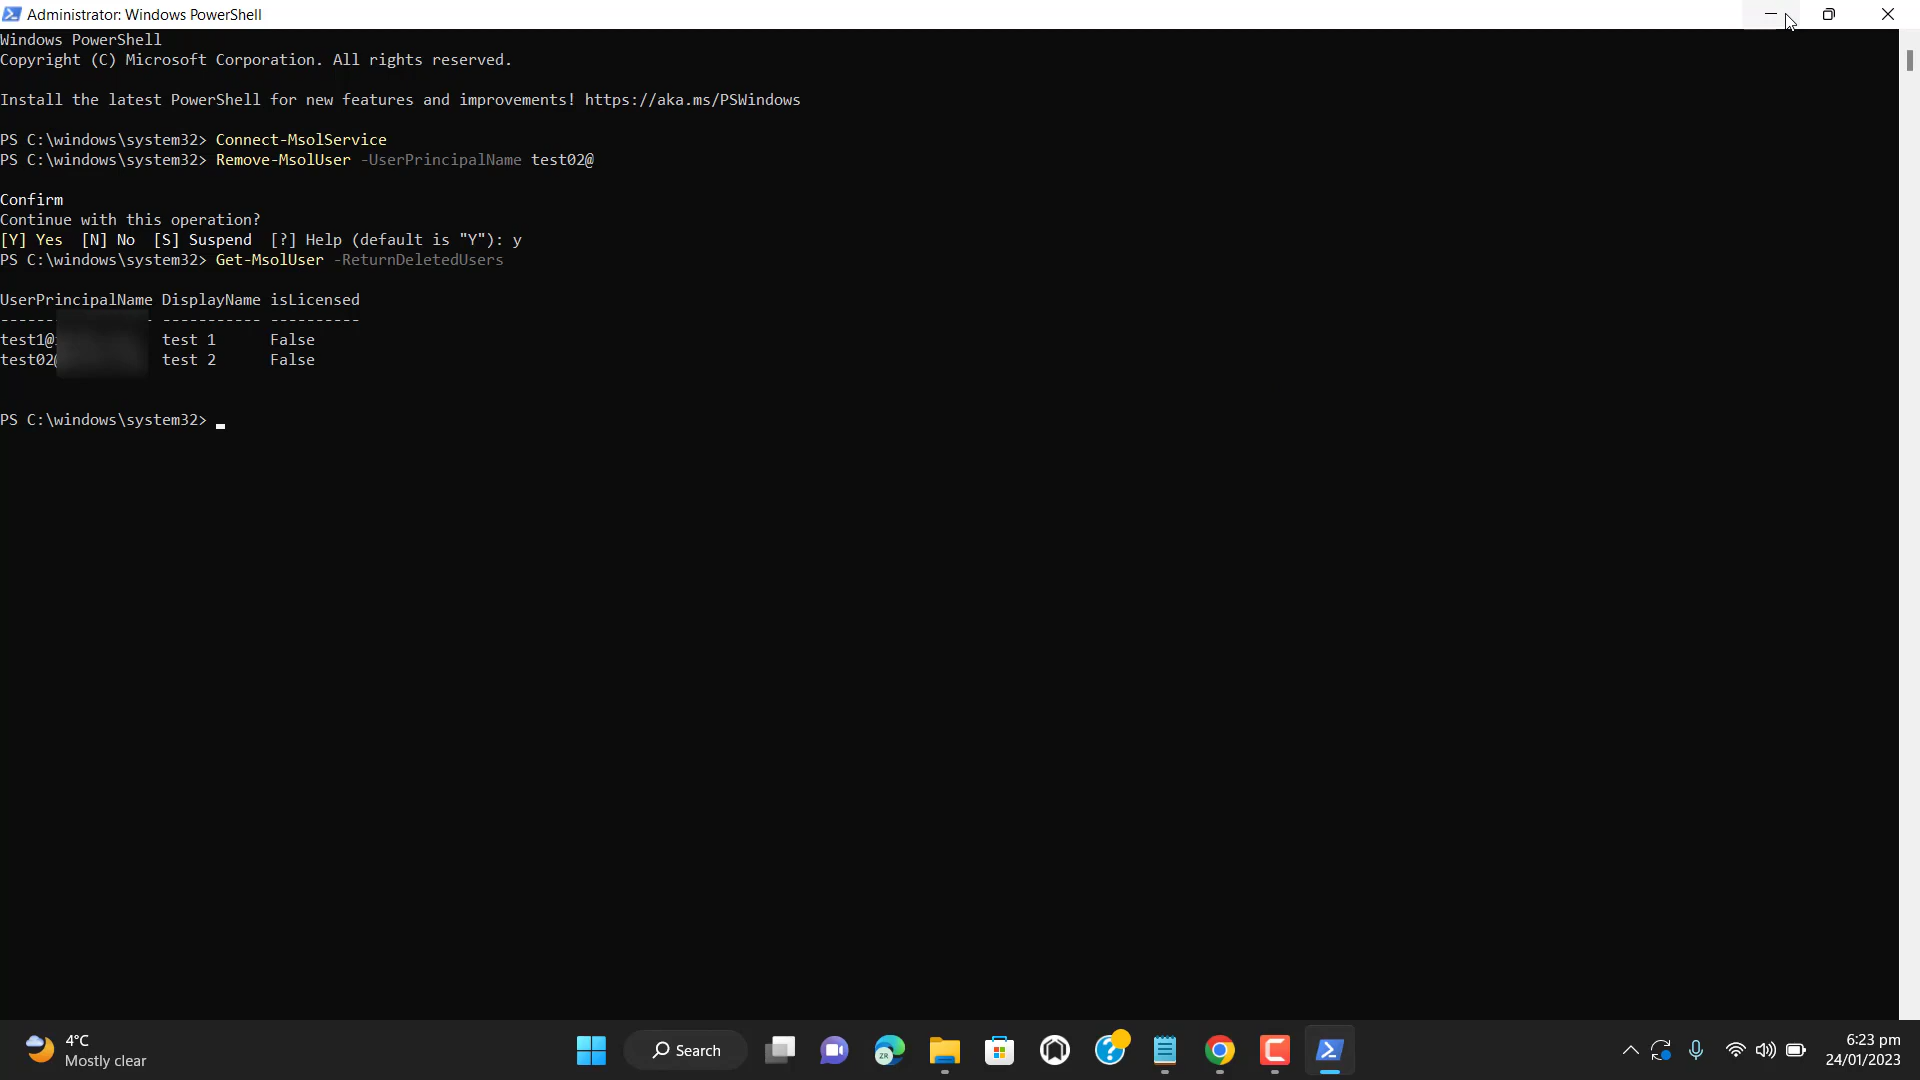 Administrator: Windows PowerShell
Windows PowerShell
Copyright (C) Microsoft Corporation. All rights reserved.
Install the latest PowerShell for new features and improvements! https://aka.ms/PSWindows
PS C:\windows\system32> Connect-MsolService
PS C:\windows\system32> Remove-MsolUser -UserPrincipalName test02@
Confirm
Continue with this operation?
[Y] Yes  [N] No  [S] Suspend  [?] Help (default is "Y"): y
PS C:\windows\system32> Get-MsolUser -ReturnDeletedUsers
UserPrincipalName DisplayName isLicensed
------ - ----------- ----------
test1@ test 1 False
test02@ test 2 False
PS C:\windows\system32>
4°C
Mostly clear
Search
ZR
6:23 pm
24/01/2023